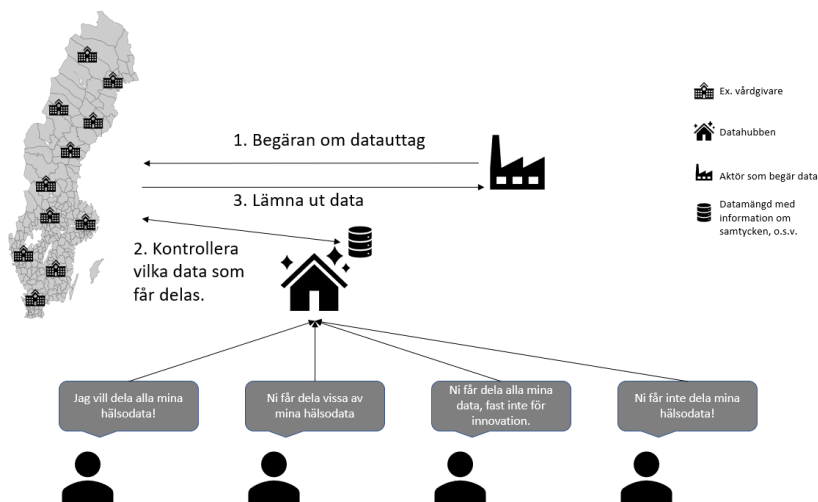 1. Begäran om datauttag
3. Lämna ut data
2. Kontrollera
vilka data som
får delas.
Ex. vårdgivare
Datahubben
Aktör som begär data
Datamängd med
information om
samtycken, o.s.v.
Jag vill dela alla mina
hälsodata!
Ni får dela vissa av
mina hälsodata
Ni får dela alla mina
data, fast inte för
innovation.
Ni får inte dela mina
hälsodata!